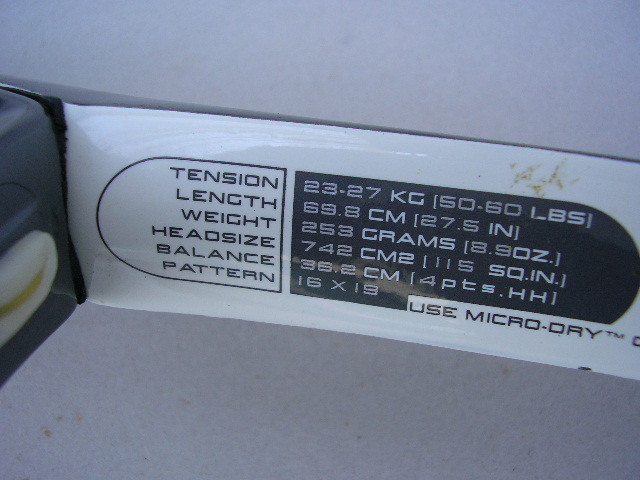 TENSION 23-27 KG [50-60 LBS]
LENGTH 69.8 CM [27.5 IN]
WEIGHT 253 GRAMS [8.9OZ.]
HEADSIZE 742 CM2 [115 SQ.IN.]
BALANCE 36.2 CM [4pts.HH]
PATTERN 16 X 19
USE MICRO-DRY™